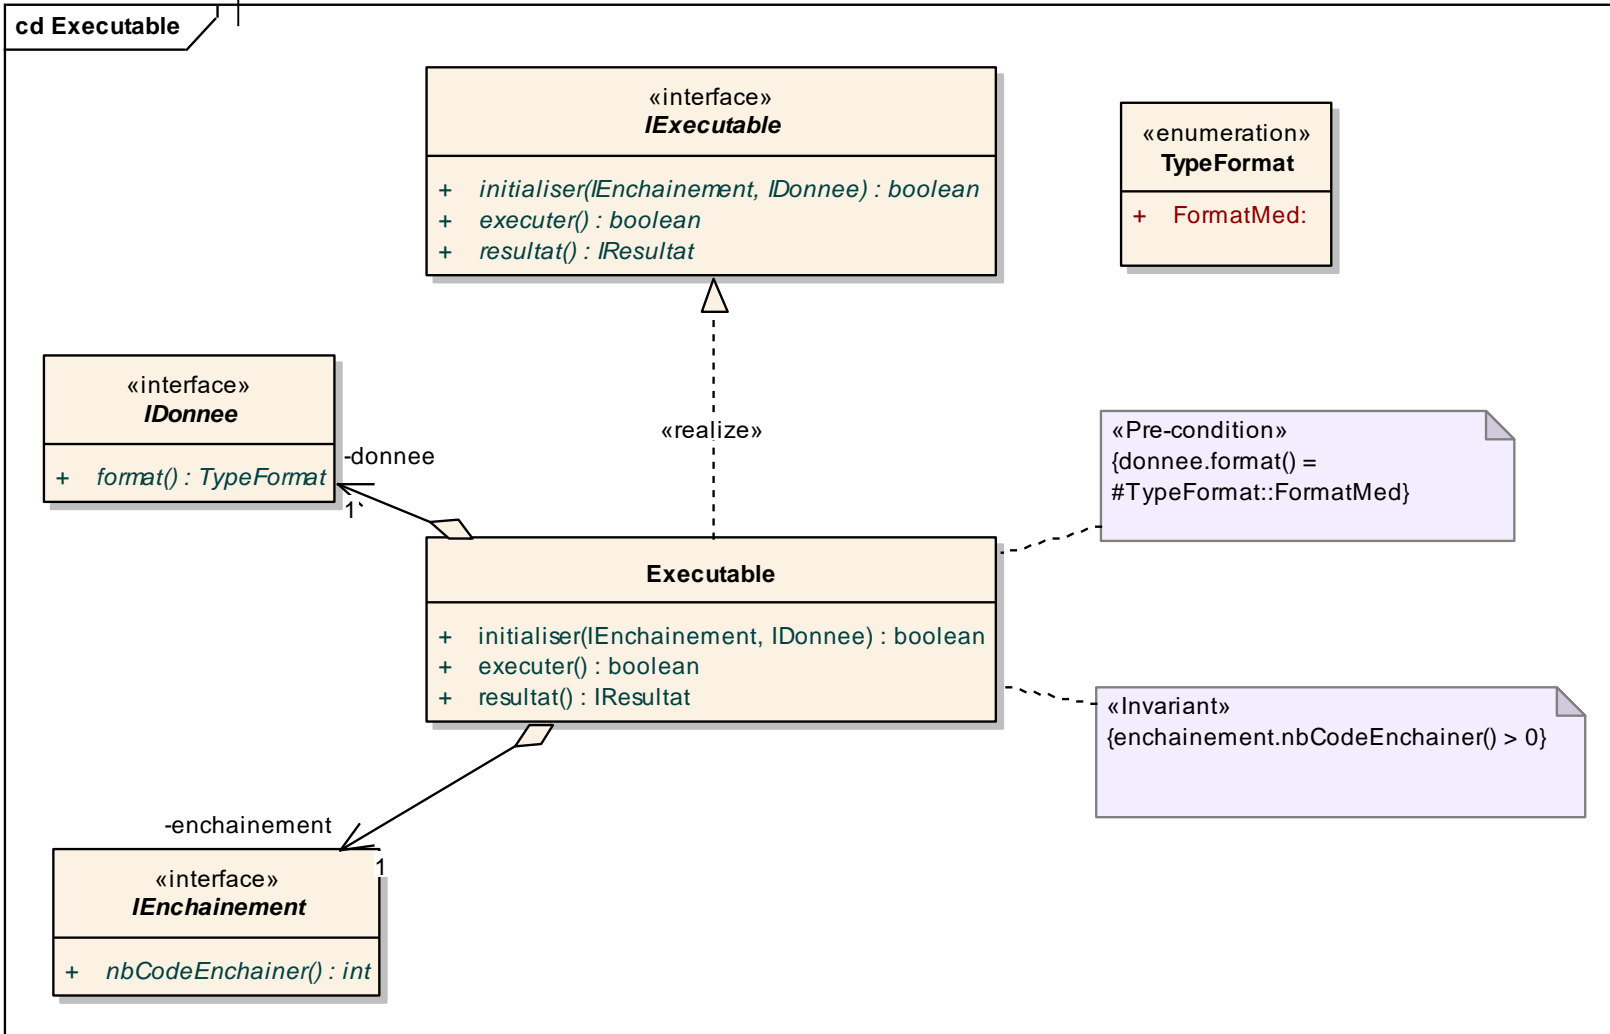 cd Executable
«interface»
IExecutable
+ initialiser(IEnchainement, IDonnee) : boolean
+ executer() : boolean
+ resultat() : IResultat
«enumeration»
TypeFormat
+ FormatMed:
«interface»
IDonnee
+ format() : TypeFormat
-donnee
1
«realize»
«Pre-condition»
{donnee.format() =
#TypeFormat::FormatMed}
Executable
+ initialiser(IEnchainement, IDonnee) : boolean
+ executer() : boolean
+ resultat() : IResultat
«Invariant»
{enchainement.nbCodeEnchainer() > 0}
-enchainement
1
«interface»
IEnchainement
+ nbCodeEnchainer() : int